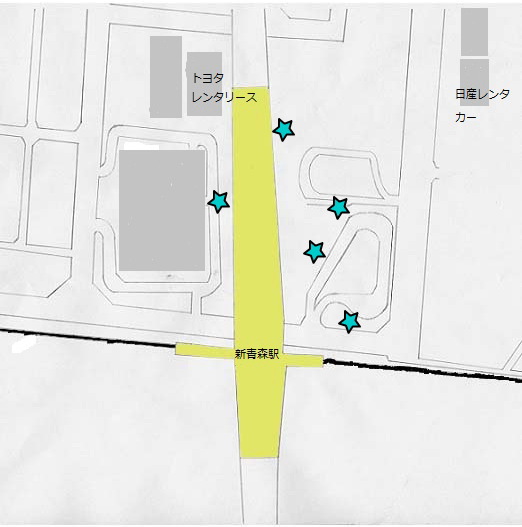 トヨタ
レンタリース
日産レンタ
カー
新青森駅